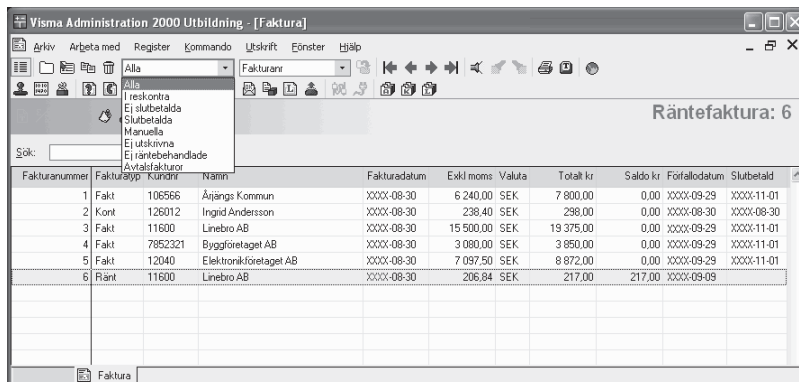 Visma Administration 2000 Utbildning - [Faktura]
Arkiv Arbeta med Register Kommando Utskrift Fönster Hjälp
Alla Fakturanr
Alla
I reskontra
Ej slutbetalda
Slutbetalda
Manuella
Ej utskrivna
Ej räntebehandlade
Avtalsfakturor
Räntefaktura: 6
Sök:
Fakturanummer Fakturatyp Kundnr Namn Fakturadatum Exkl moms Valuta Totalt kr Saldo kr Förfallodatum Slutbetald
1 Fakt 106566 Årjängs Kommun XXXX-08-30 6 240,00 SEK 7 800,00 0,00 XXXX-09-29 XXXX-11-01
2 Kont 126012 Ingrid Andersson XXXX-08-30 238,40 SEK 298,00 0,00 XXXX-08-30 XXXX-08-30
3 Fakt 11600 Linebro AB XXXX-08-30 15 500,00 SEK 19 375,00 0,00 XXXX-09-29 XXXX-11-01
4 Fakt 7852321 Byggföretaget AB XXXX-08-30 3 080,00 SEK 3 850,00 0,00 XXXX-09-29 XXXX-11-01
5 Fakt 12040 Elektronikföretaget AB XXXX-08-30 7 097,50 SEK 8 872,00 0,00 XXXX-09-29 XXXX-11-01
6 Ränt 11600 Linebro AB XXXX-08-30 206,84 SEK 217,00 217,00 XXXX-09-09
Faktura